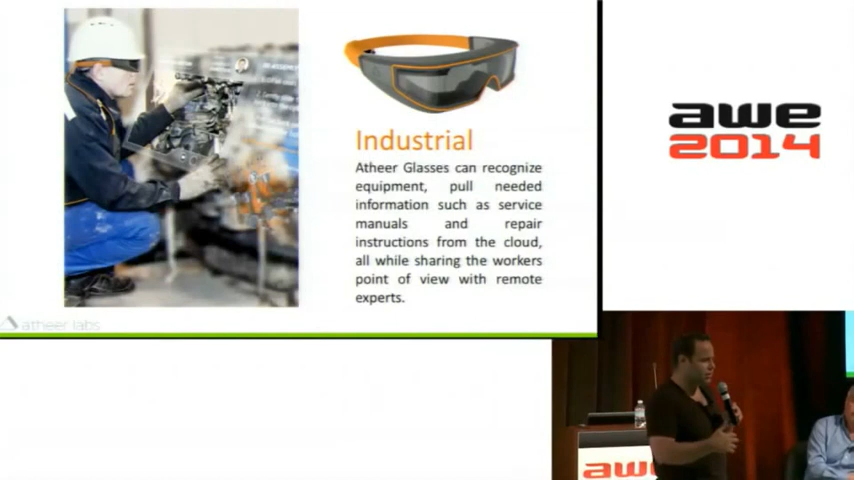 Industrial
Atheer Glasses can recognize
equipment, pull needed
information such as service
manuals and repair
instructions from the cloud,
all while sharing the workers
point of view with remote
experts.
atheer labs
awe
2014
awe